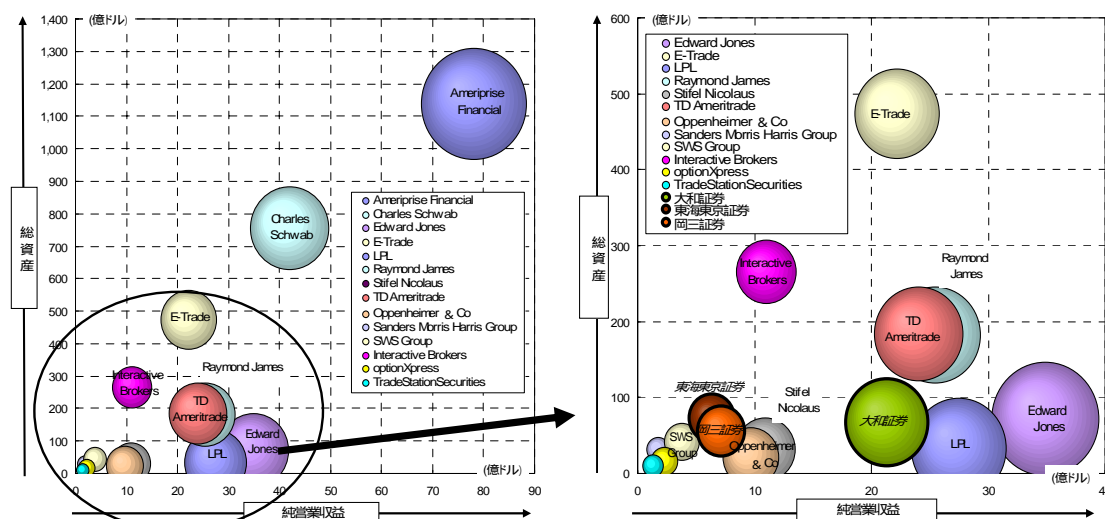 (億ドル)
1,400
1,300
1,200
1,100
1,000
900
800
700
600
500
400
300
200
100
0
0
10
20
30
40
50
60
70
80
90
総資産
純営業収益
(億ドル)
Ameriprise
Financial
Charles
Schwab
E-Trade
Interactive
Brokers
Raymond James
TD
Ameritrade
LPL
Edward
Jones
Ameriprise Financial
Charles Schwab
Edward Jones
E-Trade
LPL
Raymond James
Stifel Nicolaus
TD Ameritrade
Oppenheimer & Co
Sanders Morris Harris Group
SWS Group
Interactive Brokers
optionXpress
TradeStationSecurities
(億ドル)
600
500
400
300
200
100
0
0
10
20
30
4
総資産
純営業収益
(億ドル)
Edward Jones
E-Trade
LPL
Raymond James
Stifel Nicolaus
TD Ameritrade
Oppenheimer & Co
Sanders Morris Harris Group
SWS Group
Interactive Brokers
optionXpress
TradeStationSecurities
大和証券
東海東京証券
岡三証券
E-Trade
Interactive
Brokers
Raymond
James
TD
Ameritrade
東海東京証券
岡三証券
Stifel
Nicolaus
SWS
Group
Oppenheimer
& Co
大和証券
LPL
Edward
Jones